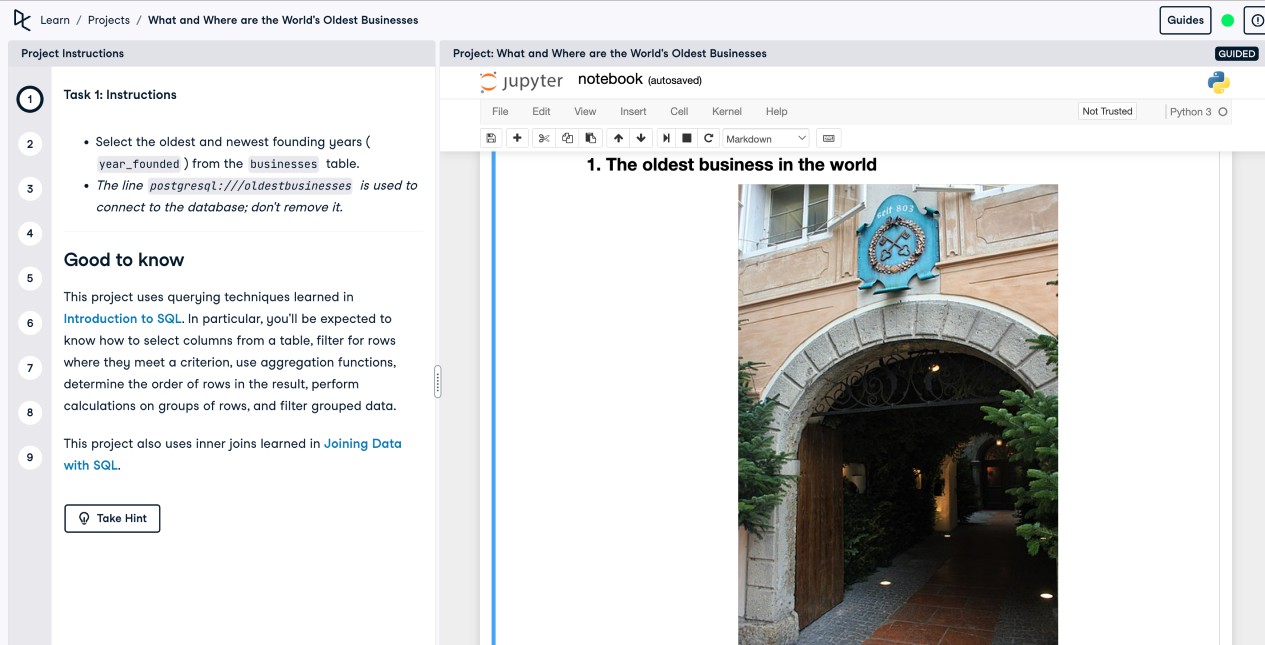 Learn / Projects / What and Where are the World's Oldest Businesses
Guides
Project Instructions
Project: What and Where are the World's Oldest Businesses
GUIDED
1
2
3
4
5
6
7
8
9
Task 1: Instructions
• Select the oldest and newest founding years (
year_founded ) from the businesses table.
• The line postgresql:///oldestbusinesses is used to
connect to the database; don't remove it.
Good to know
This project uses querying techniques learned in
Introduction to SQL. In particular, you'll be expected to
know how to select columns from a table, filter for rows
where they meet a criterion, use aggregation functions,
determine the order of rows in the result, perform
calculations on groups of rows, and filter grouped data.
This project also uses inner joins learned in Joining Data
with SQL.
Take Hint
jupyter notebook (autosaved)
File Edit View Insert Cell Kernel Help
Not Trusted
Python 3
Markdown
1. The oldest business in the world
seit 803